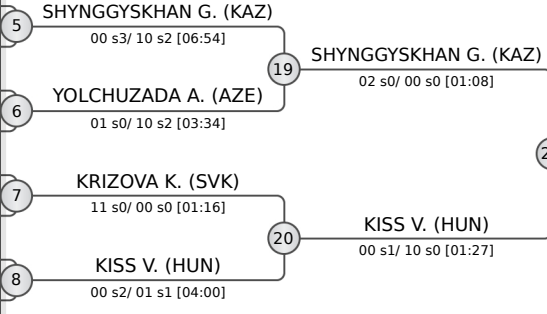 SHYNGGYSKHAN G. (KAZ)
5
00 s3/ 10 s2 [06:54]
19
SHYNGGYSKHAN G. (KAZ)
02 s0/ 00 s0 [01:08]
YOLCHUZADA A. (AZE)
6
01 s0/ 10 s2 [03:34]
KRIZOVA K. (SVK)
7
11 s0/ 00 s0 [01:16]
20
KISS V. (HUN)
00 s1/ 10 s0 [01:27]
KISS V. (HUN)
8
00 s2/ 01 s1 [04:00]